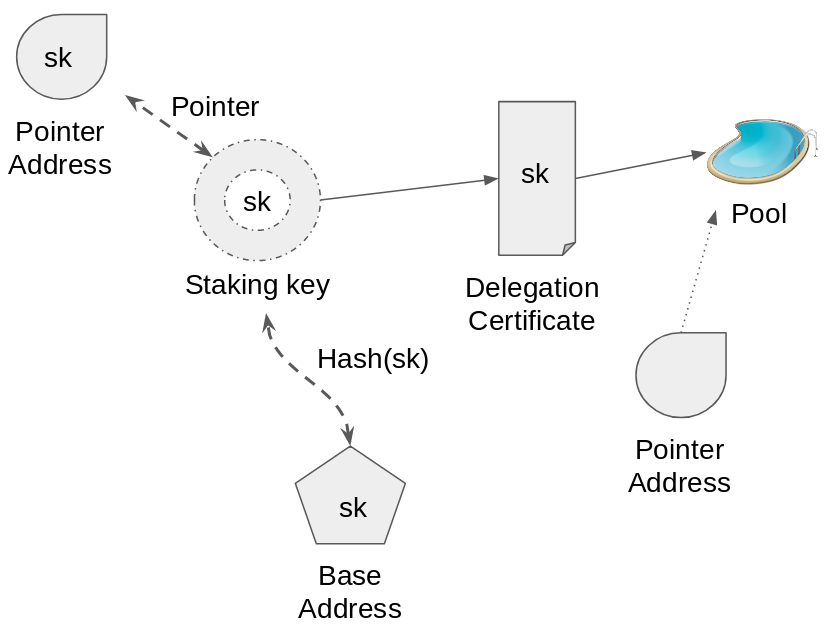 sk
Pointer
Address
Pointer
sk
Staking key
sk
Delegation
Certificate
Pool
Hash(sk)
Pointer
Address
sk
Base
Address